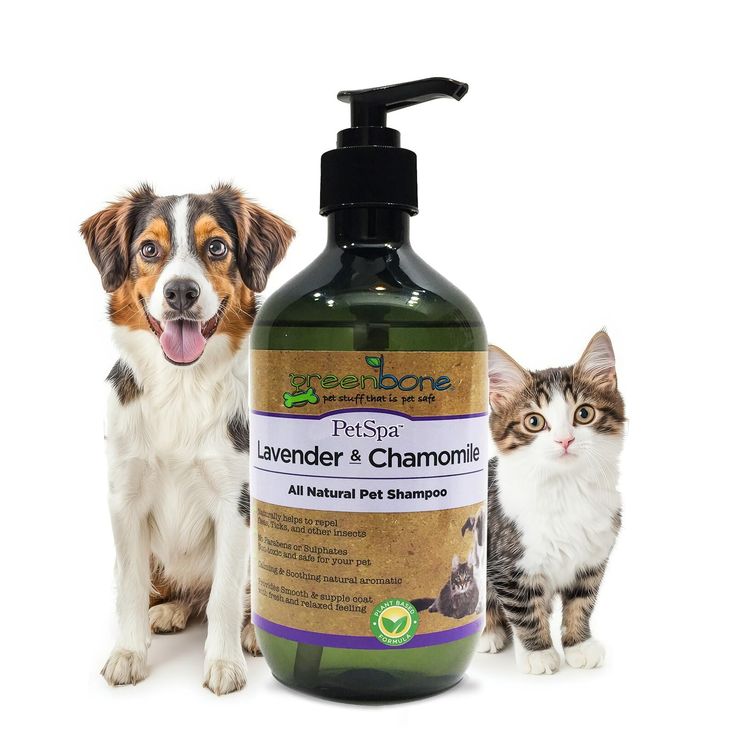 greenbone
pet stuff that is pet safe
PetSpa™
Lavender & Chamomile
All Natural Pet Shampoo
Naturally helps to repel
fleas, Ticks, and other insects
No Parabens or Sulphates
Non-toxic and safe for your pet
Calming & Soothing natural aromatic
Provides Smooth & supple coat
with fresh and relaxed feeling
PLANT BASED
FORMULA